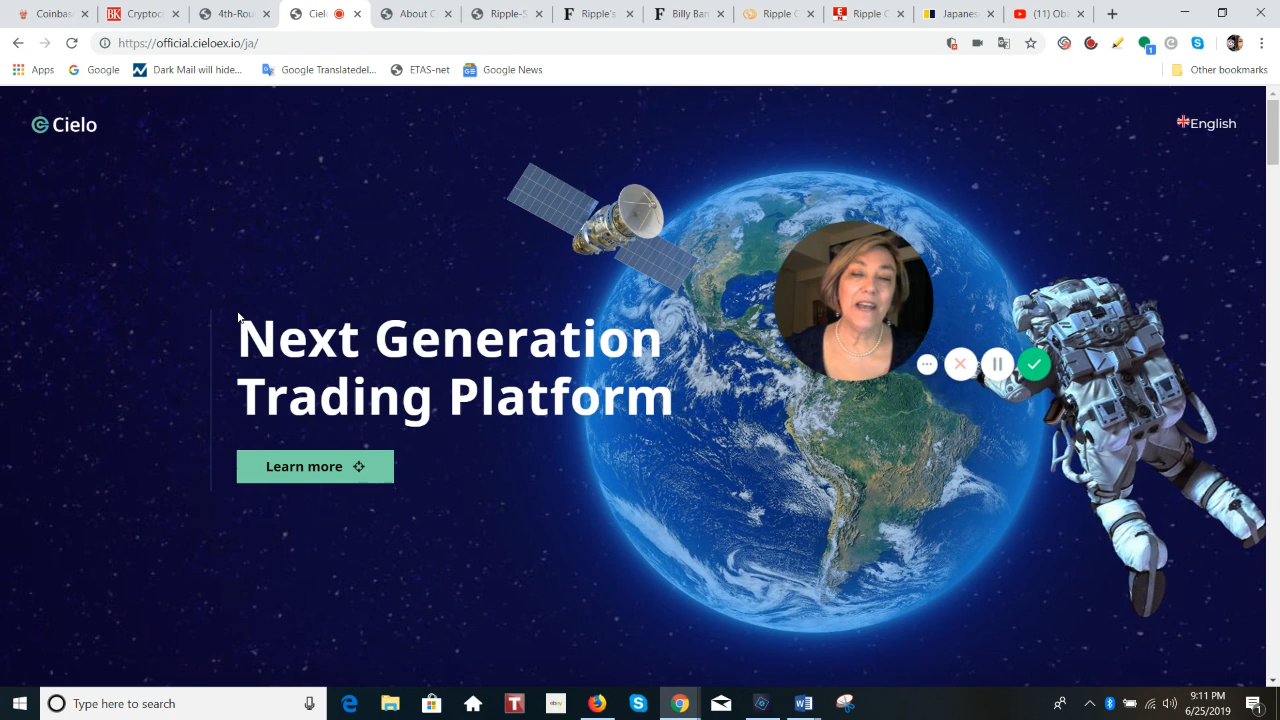 Coinbas
Cryptoc
4th-Rou
Ciel
About C
Ripple-S
Ripple's
Billy Ban
Ripple C
Ripple C
Japanes
(11) Oba
https://official.cieloex.io/ja/
1
Apps
Google
Dark Mail will hide...
Google Translatedel...
ETAS-net
Google News
Other bookmarks
Cielo
English
Next Generation
Trading Platform
Learn more
Type here to search
9:11 PM
6/25/2019